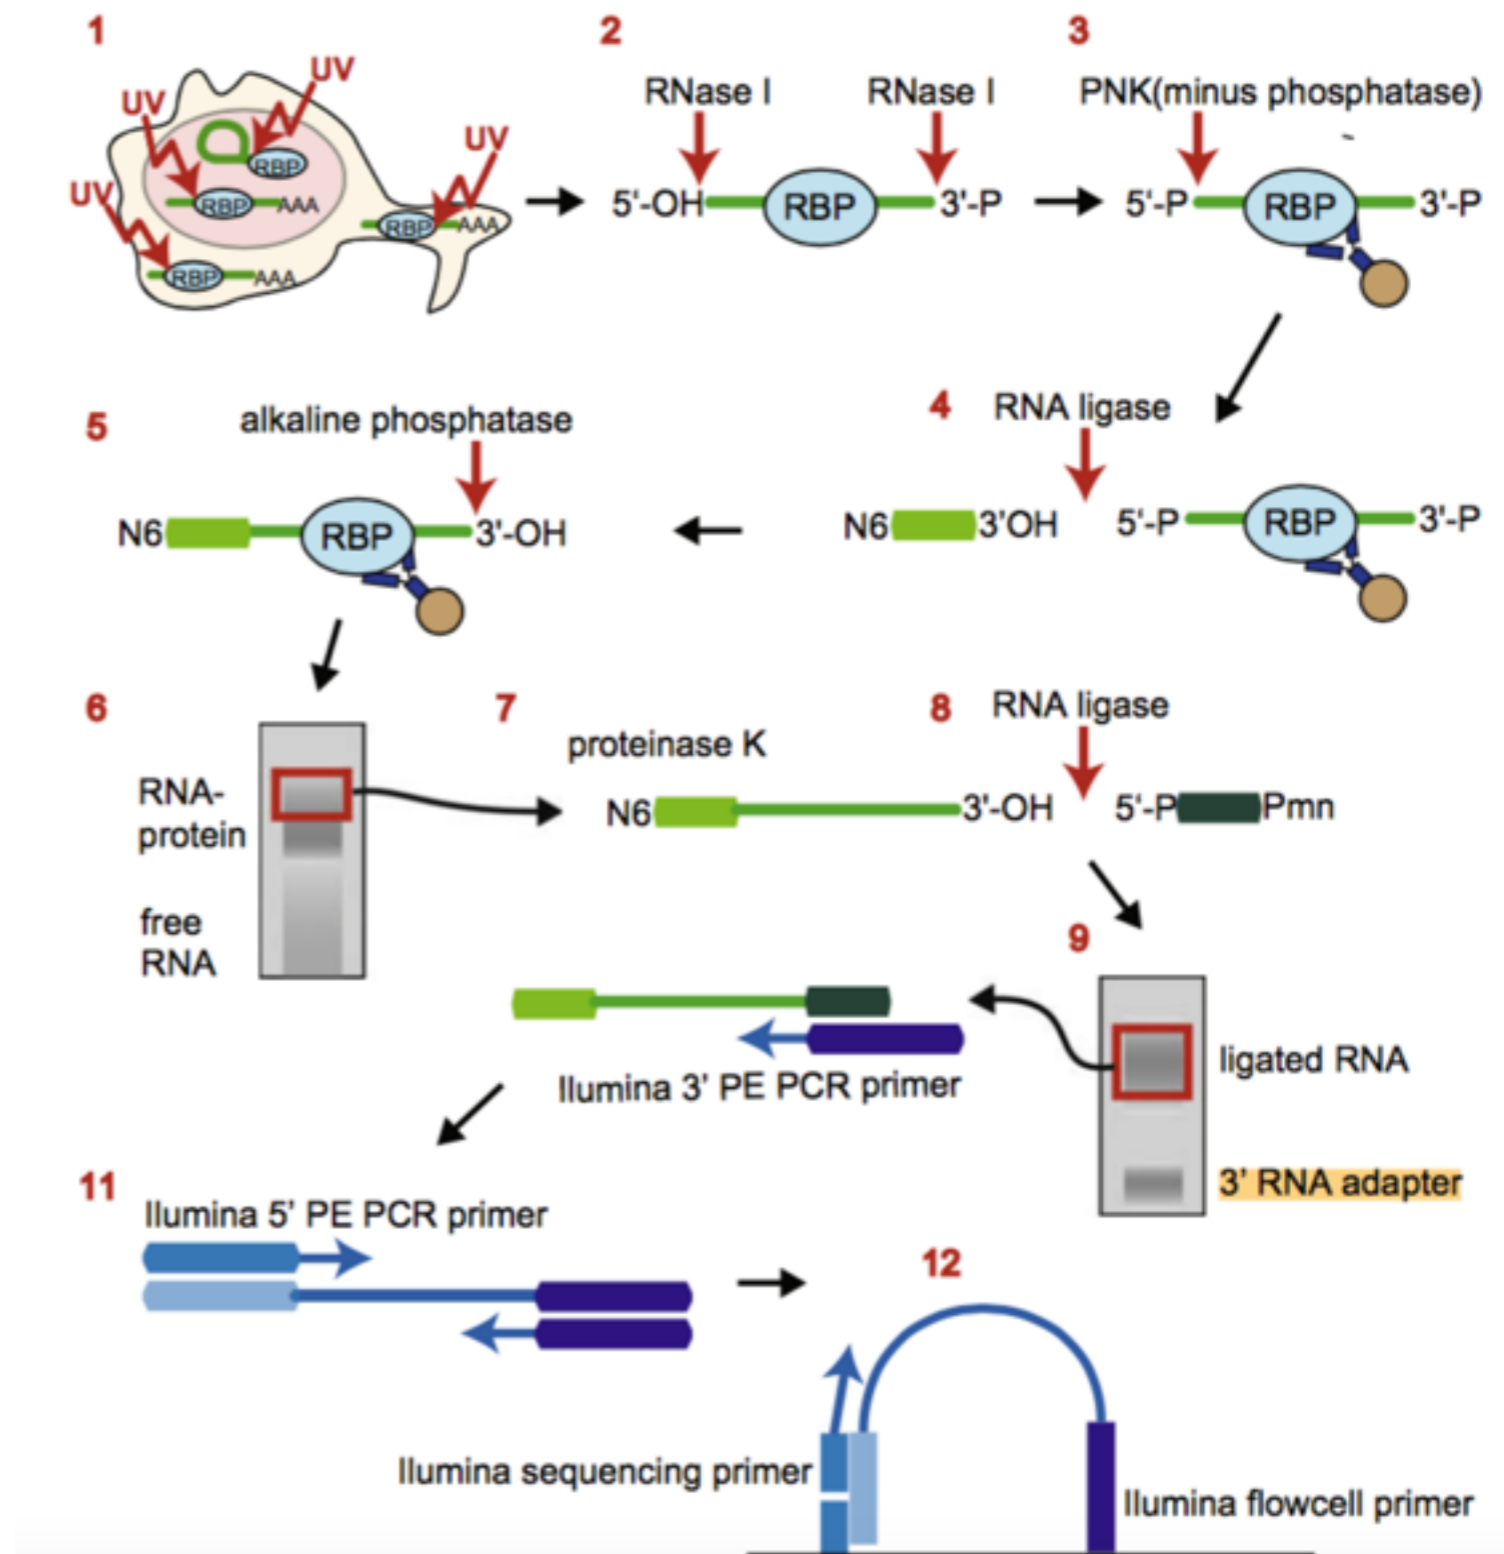 1
UV
UV
UV
UV
RBP
RBP
AAA
RBP
AAA
RBP
AAA
2
RNase I
RNase I
5‘-OH
RBP
3'-P
3
PNK(minus phosphatase)
5‘-P
RBP
3'-P
4
RNA ligase
N6
3’OH
5‘-P
RBP
3'-P
5
alkaline phosphatase
N6
RBP
3'-OH
6
RNA-
protein
free
RNA
7
proteinase K
N6
3'-OH
8
RNA ligase
5‘-P
Pmn
9
ligated RNA
3’ RNA adapter
Ilumina 3’ PE PCR primer
11
Ilumina 5’ PE PCR primer
12
Ilumina sequencing primer
Ilumina flowcell primer